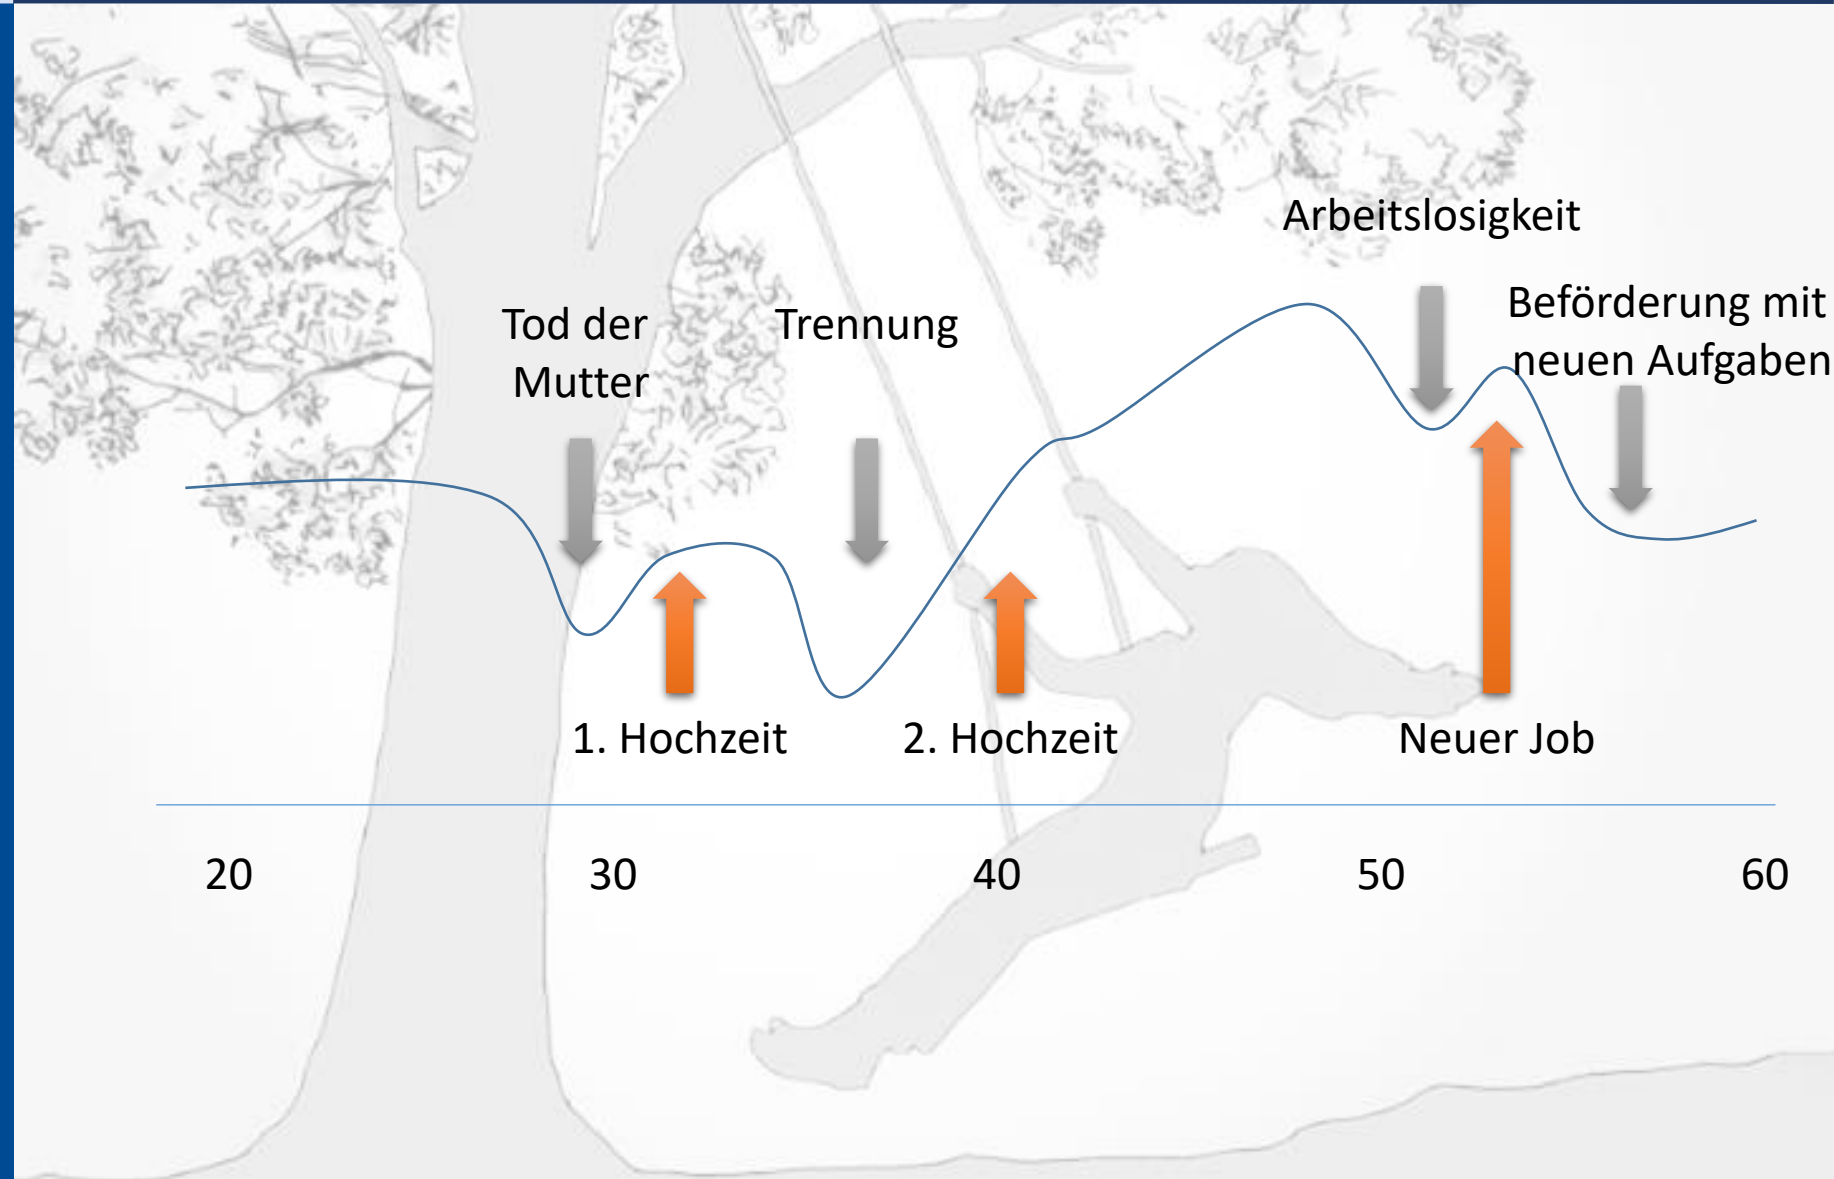 Arbeitslosigkeit
Beförderung mit
neuen Aufgaben
Tod der
Mutter
Trennung
1. Hochzeit
2. Hochzeit
Neuer Job
20
30
40
50
60